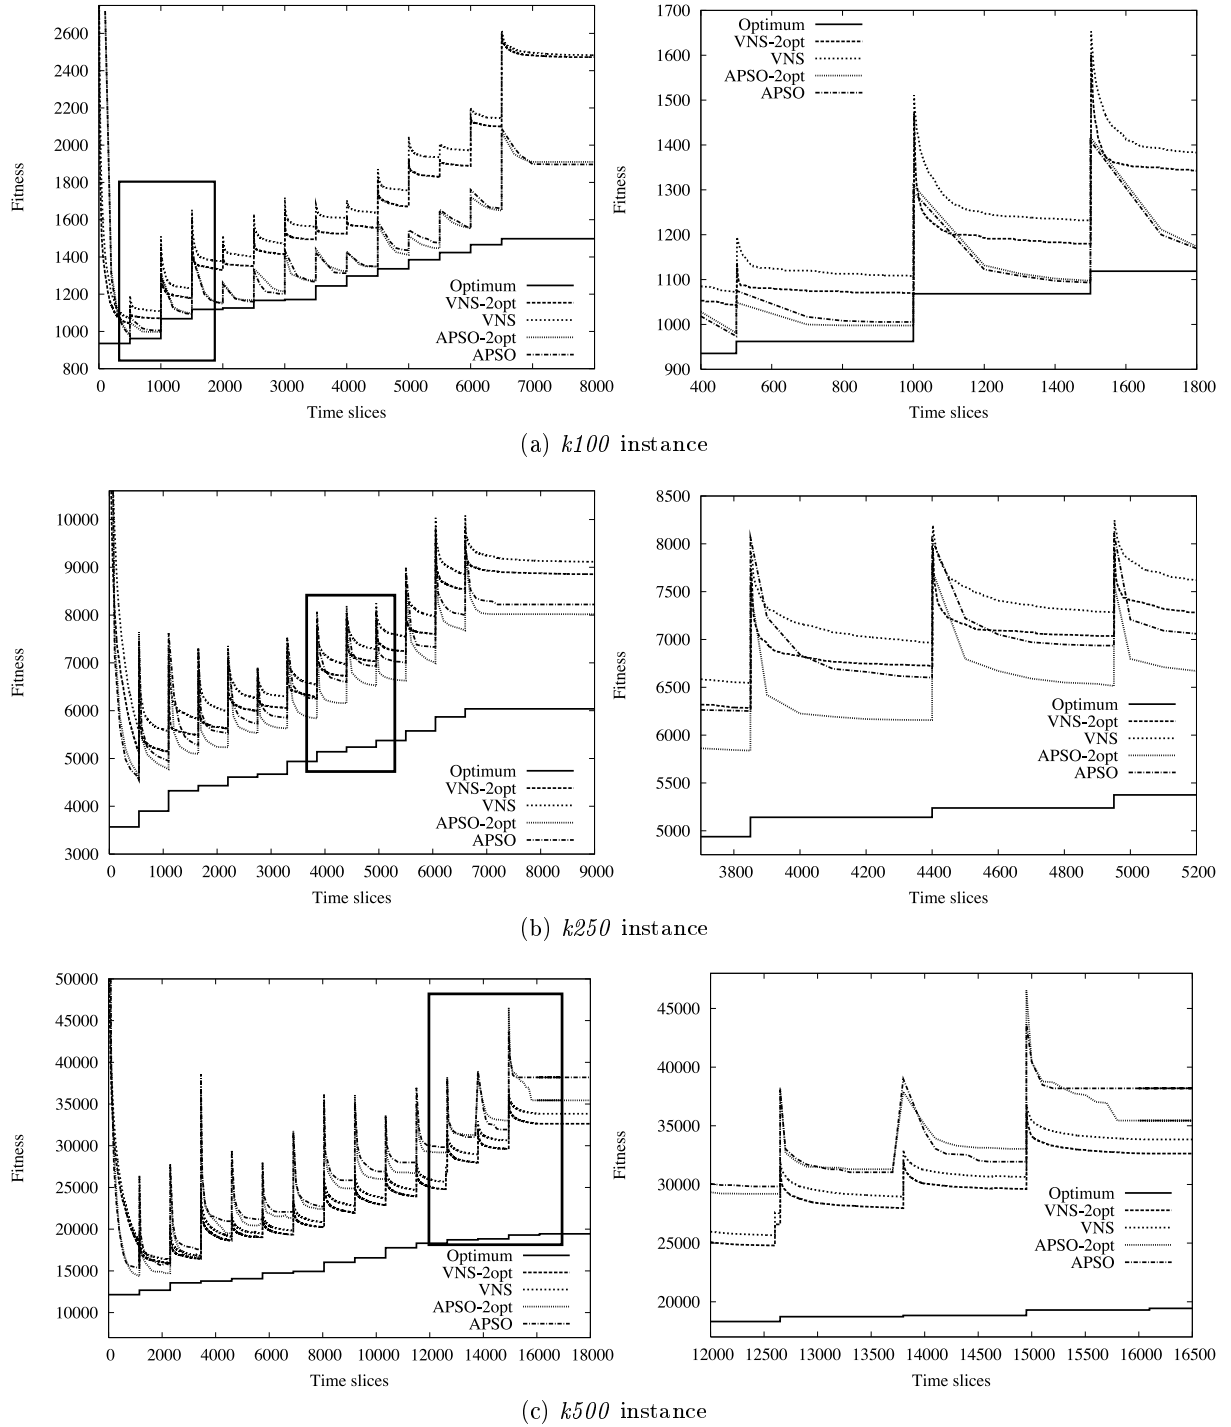 2600
2400
2200
2000
1800
1600
1400
1200
1000
800
Fitness
0 1000 2000 3000 4000 5000 6000 7000 8000
Time slices
Optimum
VNS-2opt
VNS
APSO-2opt
APSO
1700
1600
1500
1400
1300
1200
1100
1000
900
Fitness
400 600 800 1000 1200 1400 1600 1800
Time slices
Optimum
VNS-2opt
VNS
APSO-2opt
APSO
(a) k100 instance
10000
9000
8000
7000
6000
5000
4000
3000
Fitness
0 1000 2000 3000 4000 5000 6000 7000 8000 9000
Time slices
Optimum
VNS-2opt
VNS
APSO-2opt
APSO
8500
8000
7500
7000
6500
6000
5500
5000
Fitness
3800 4000 4200 4400 4600 4800 5000 5200
Time slices
Optimum
VNS-2opt
VNS
APSO-2opt
APSO
(b) k250 instance
50000
45000
40000
35000
30000
25000
20000
15000
10000
Fitness
0 2000 4000 6000 8000 10000 12000 14000 16000 18000
Time slices
Optimum
VNS-2opt
VNS
APSO-2opt
APSO
45000
40000
35000
30000
25000
20000
Fitness
12000 12500 13000 13500 14000 14500 15000 15500 16000 16500
Time slices
Optimum
VNS-2opt
VNS
APSO-2opt
APSO
(c) k500 instance